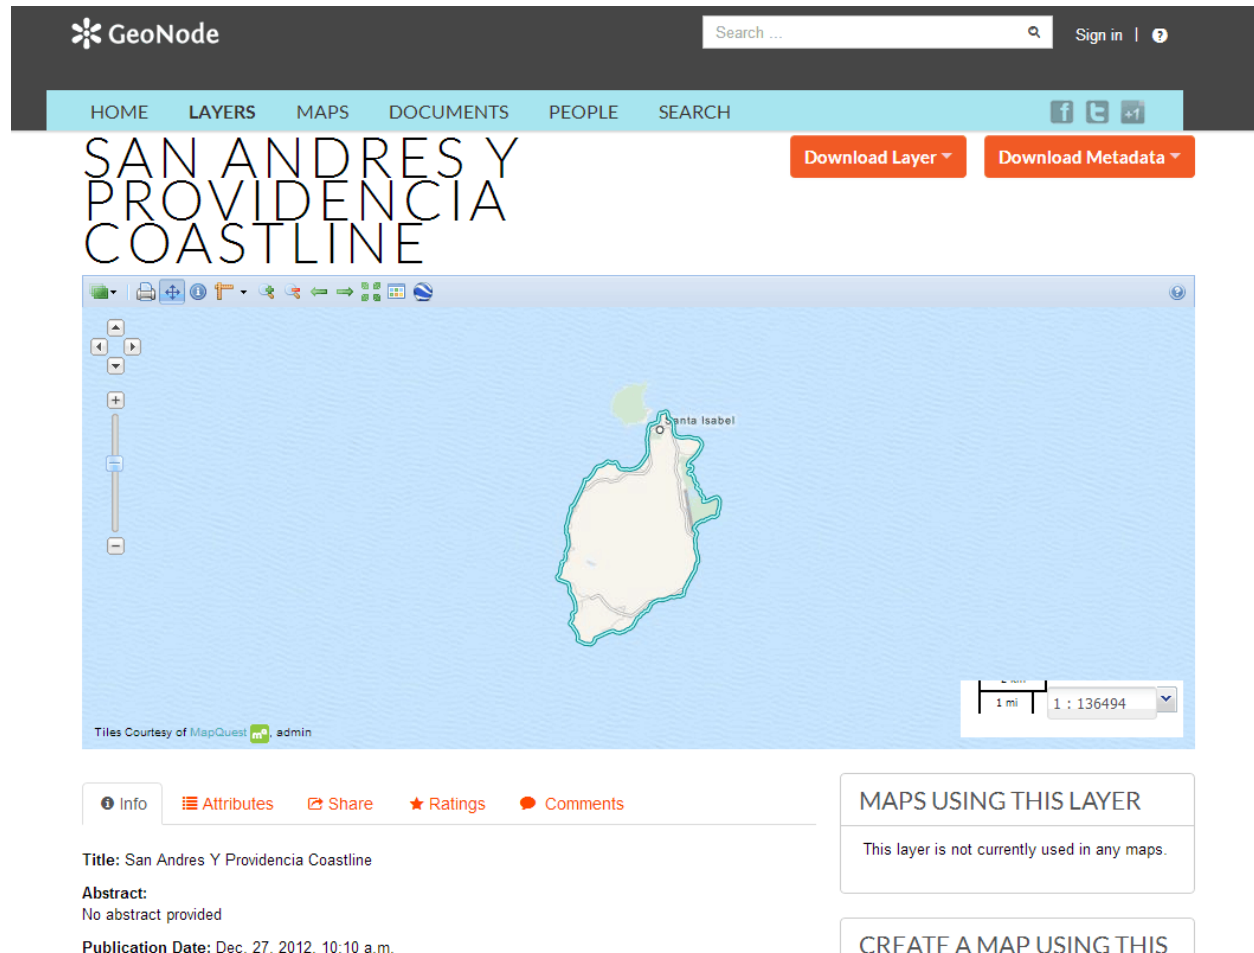 GeoNode
Search ...
Sign in |
HOME LAYERS MAPS DOCUMENTS PEOPLE SEARCH
SAN ANDRES Y
PROVIDENCIA
COASTLINE
Download Layer
Download Metadata
Santa Isabel
1 mi
1 : 136494
Tiles Courtesy of MapQuest , admin
Info Attributes Share Ratings Comments
Title: San Andres Y Providencia Coastline
Abstract:
No abstract provided
Publication Date: Dec. 27, 2012, 10:10 a.m.
MAPS USING THIS LAYER
This layer is not currently used in any maps.
CREATE A MAP USING THIS